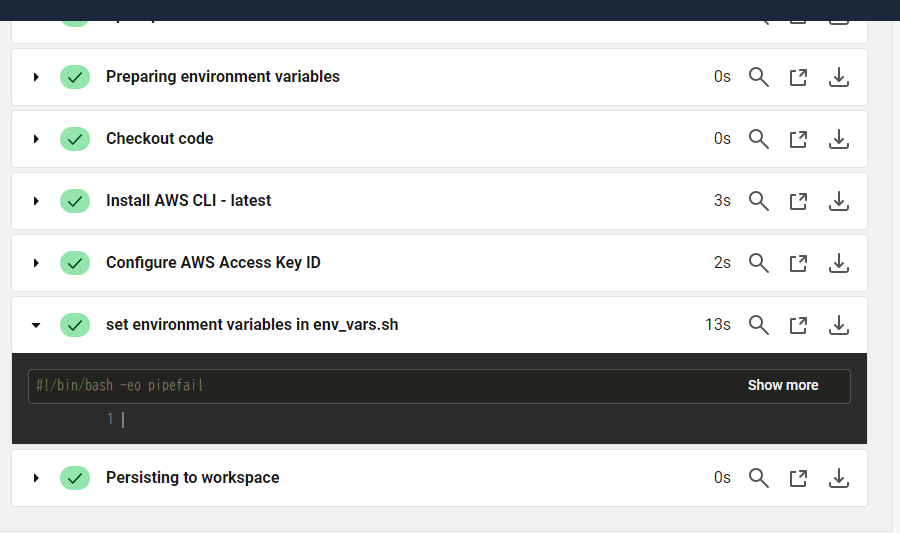 Preparing environment variables 0s
Checkout code 0s
Install AWS CLI - latest 3s
Configure AWS Access Key ID 2s
set environment variables in env_vars.sh 13s
#!/bin/bash -eo pipefail Show more
1
Persisting to workspace 0s